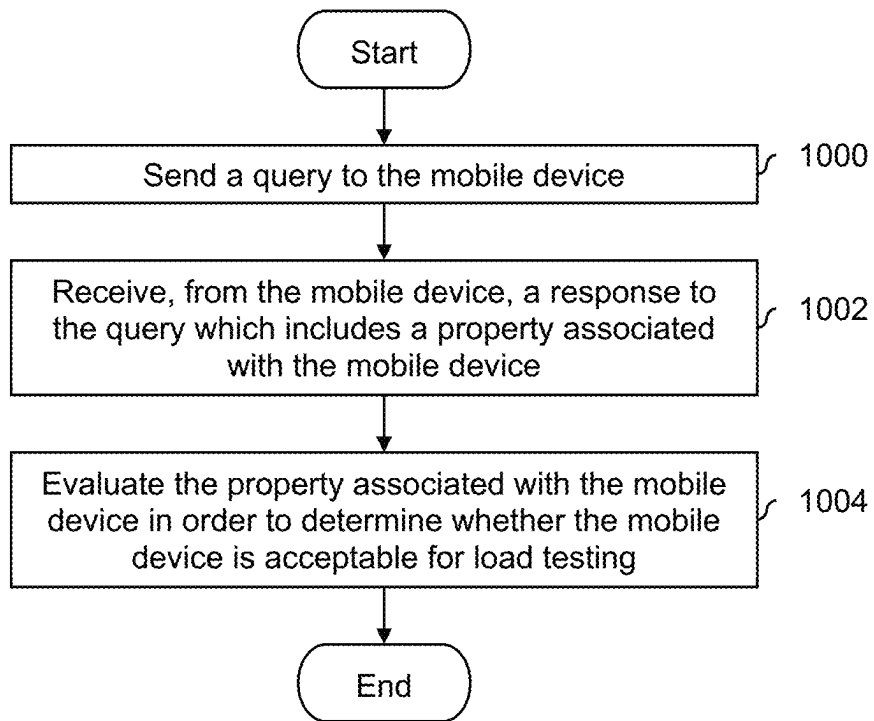 Start
Send a query to the mobile device
1000
Receive, from the mobile device, a response to
the query which includes a property associated
with the mobile device
1002
Evaluate the property associated with the mobile
device in order to determine whether the mobile
device is acceptable for load testing
1004
End